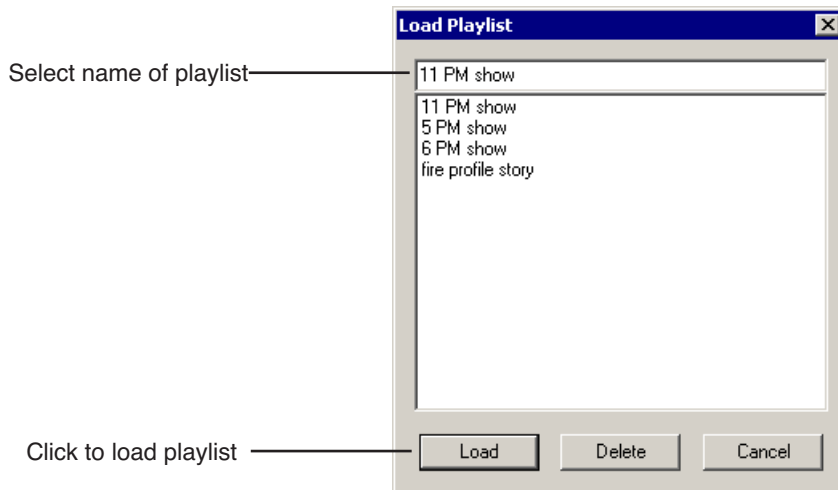 Load Playlist
Select name of playlist
11 PM show
11 PM show
5 PM show
6 PM show
fire profile story
Click to load playlist
Load
Delete
Cancel